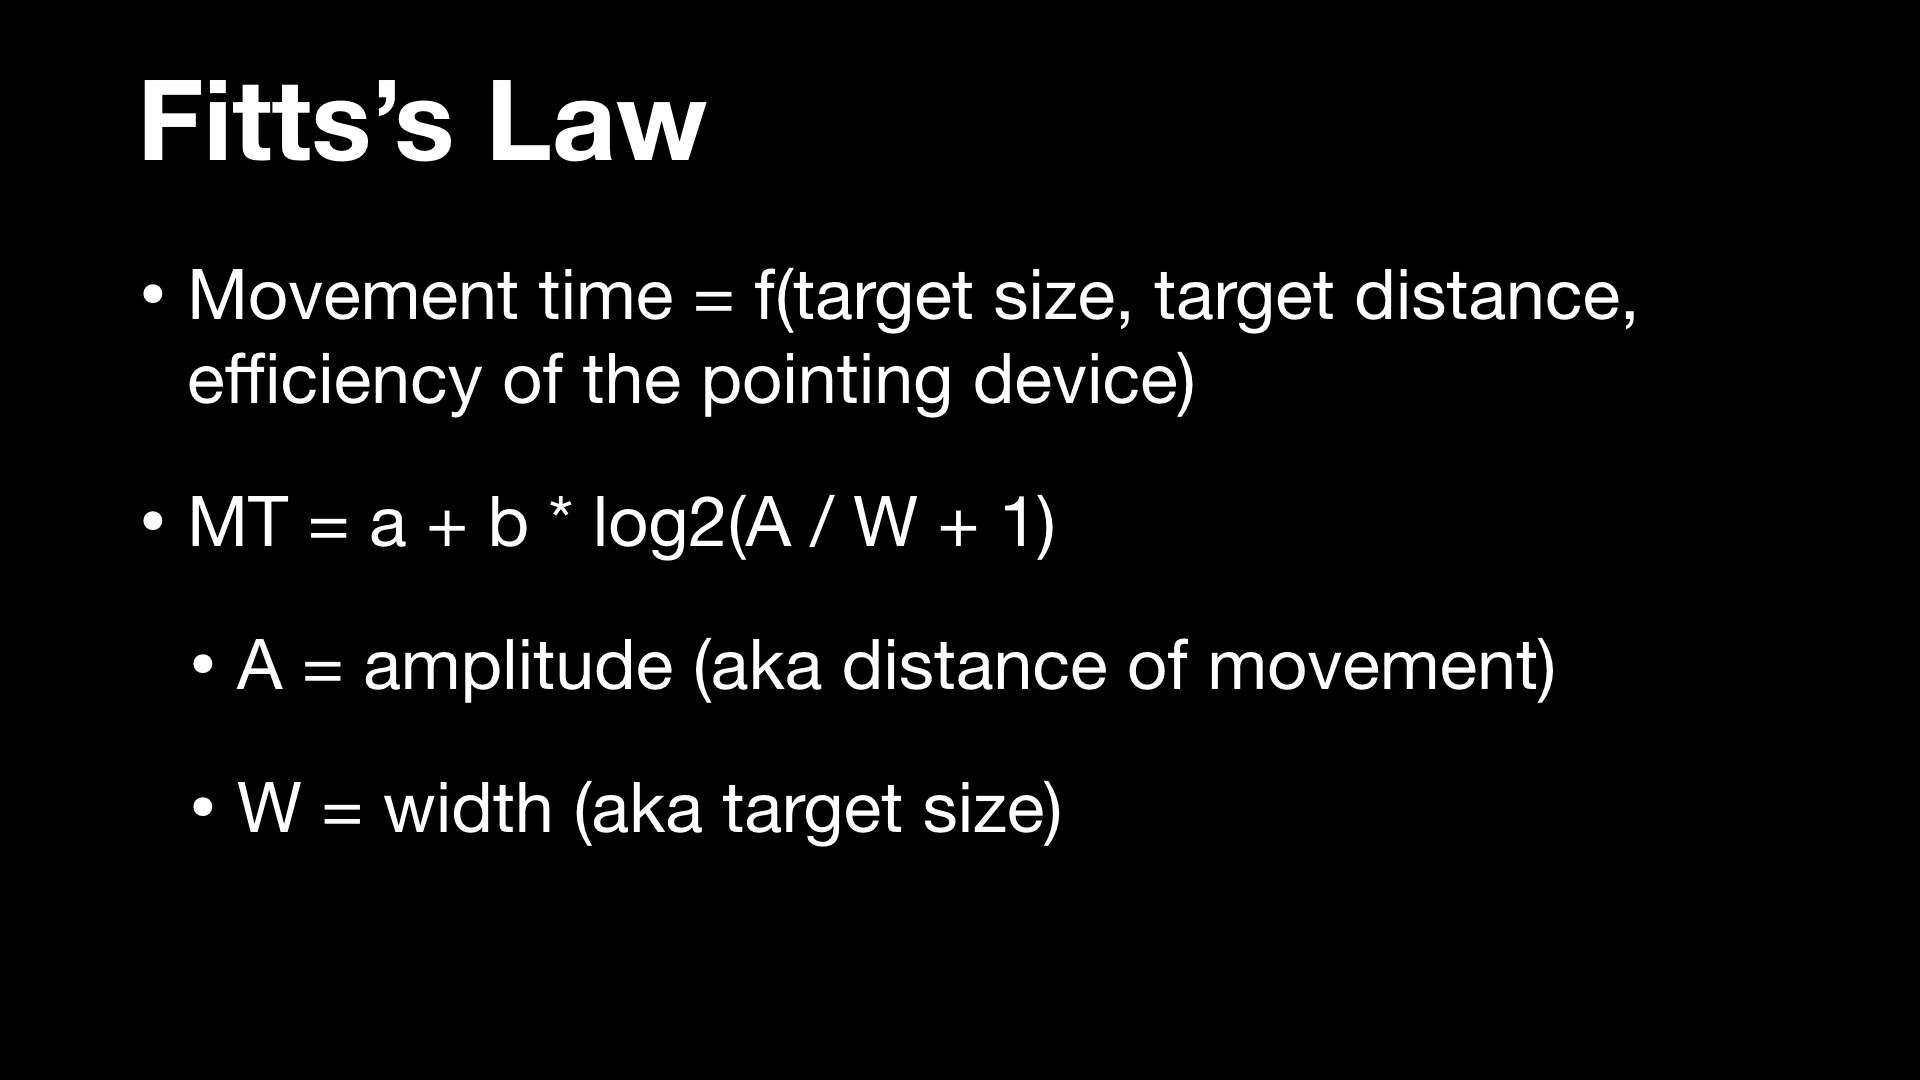 Fitts’s Law
• Movement time = f(target size, target distance,
efficiency of the pointing device)
• MT = a + b * log2(A / W + 1)
• A = amplitude (aka distance of movement)
• W = width (aka target size)